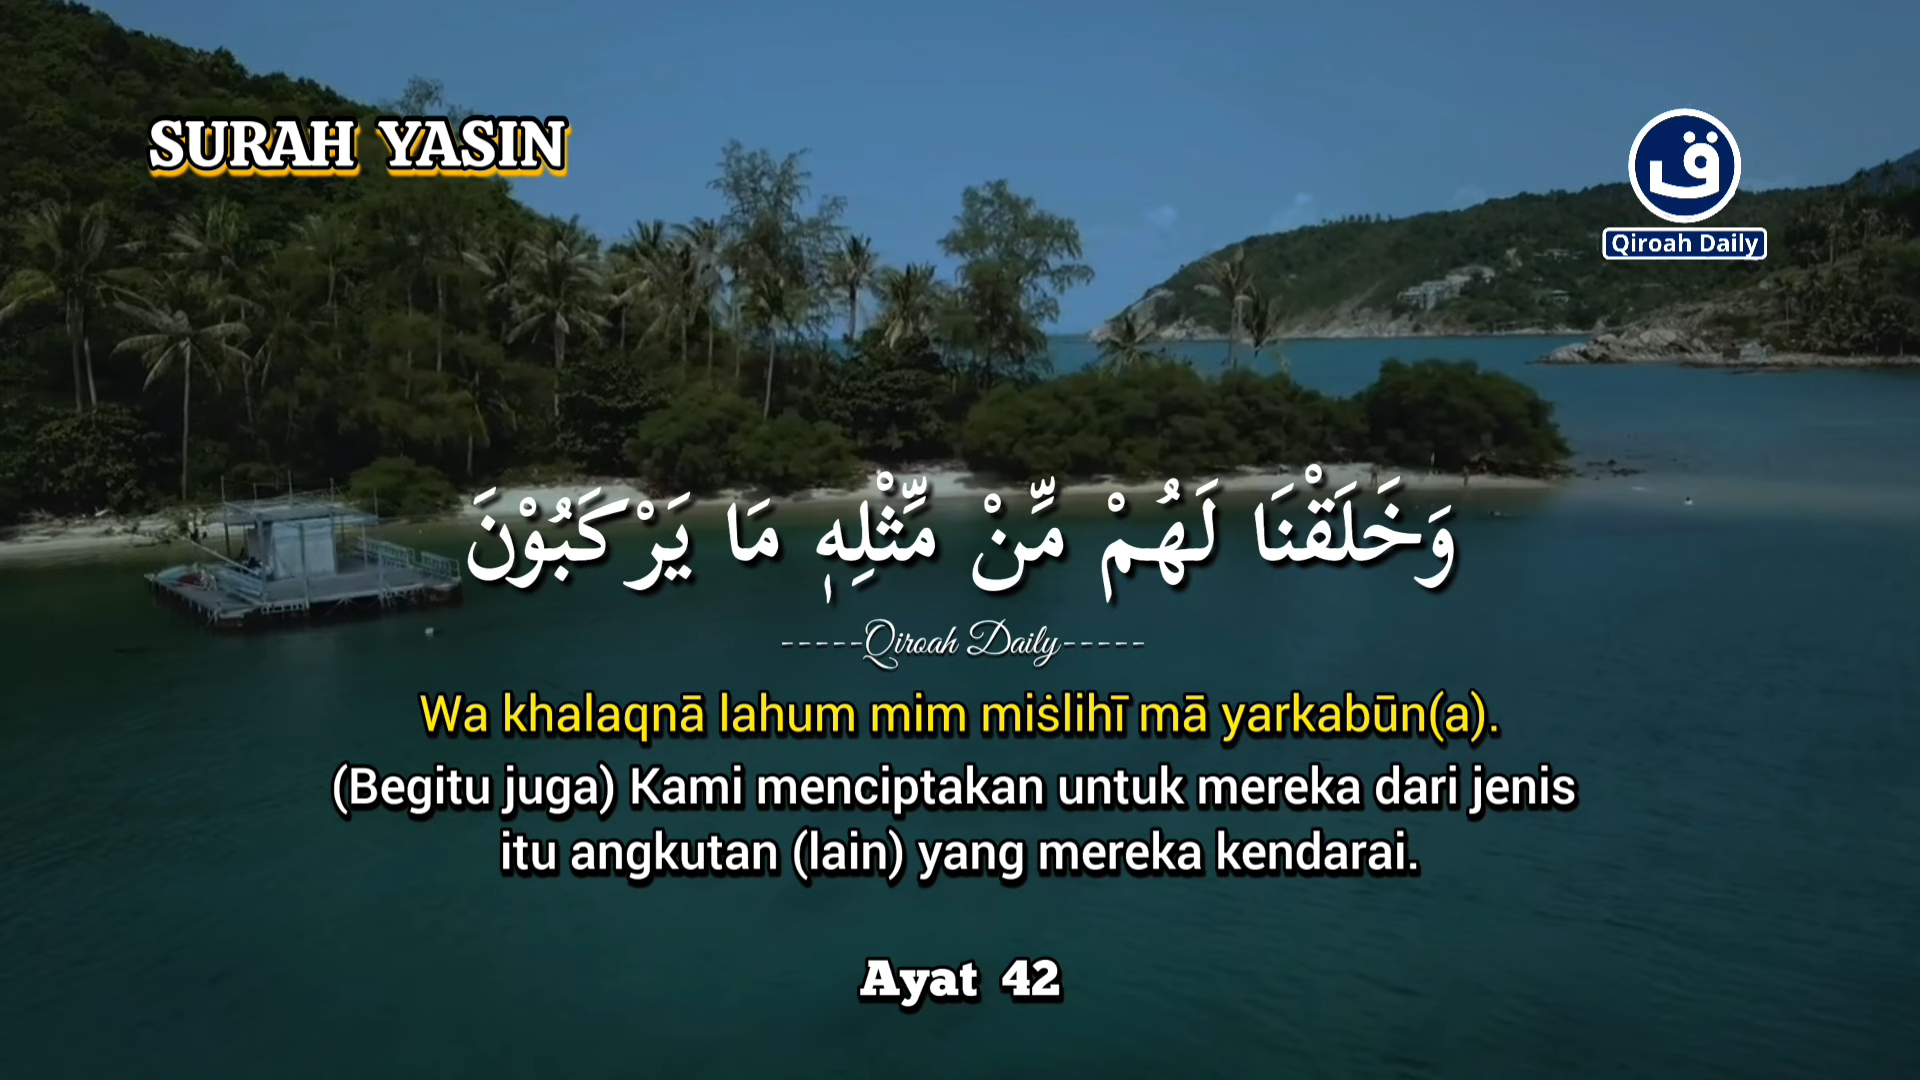 SURAH YASIN
ق
Qiroah Daily
وَخَلَقْنَا لَهُمْ مِّنْ مِّثْلِهٖ مَا يَرْكَبُوْنَ
-----Qiroah Daily-----
Wa khalaqnā lahum mim miṡlihī mā yarkabūn(a).
(Begitu juga) Kami menciptakan untuk mereka dari jenis
itu angkutan (lain) yang mereka kendarai.
Ayat 42